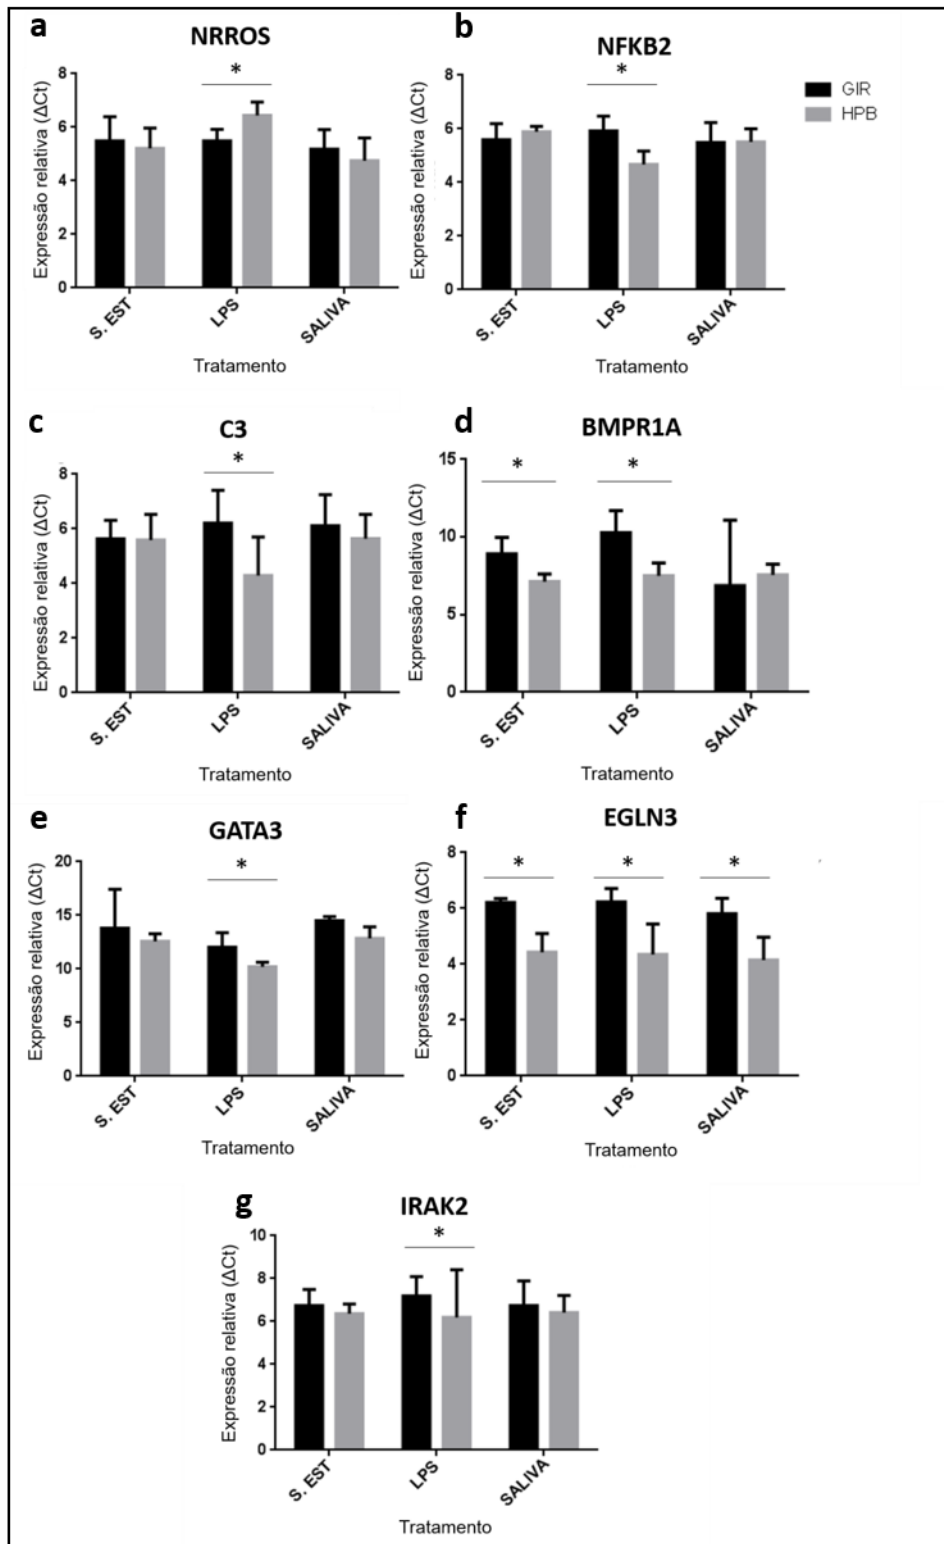 a
NRROS
*
Expressão relativa (ΔCt)
8
6
4
2
0
S. EST
LPS
SALIVA
Tratamento
b
NFKB2
*
Expressão relativa (ΔCt)
8
6
4
2
0
S. EST
LPS
SALIVA
Tratamento
GIR
HPB
c
C3
*
Expressão relativa (ΔCt)
8
6
4
2
0
S. EST
LPS
SALIVA
Tratamento
d
BMPR1A
* *
Expressão relativa (ΔCt)
15
10
5
0
S. EST
LPS
SALIVA
Tratamento
e
GATA3
*
Expressão relativa (ΔCt)
20
15
10
5
0
S. EST
LPS
SALIVA
Tratamento
f
EGLN3
* * *
Expressão relativa (ΔCt)
8
6
4
2
0
S. EST
LPS
SALIVA
Tratamento
g
IRAK2
*
Expressão relativa (ΔCt)
10
8
6
4
2
0
S. EST
LPS
SALIVA
Tratamento